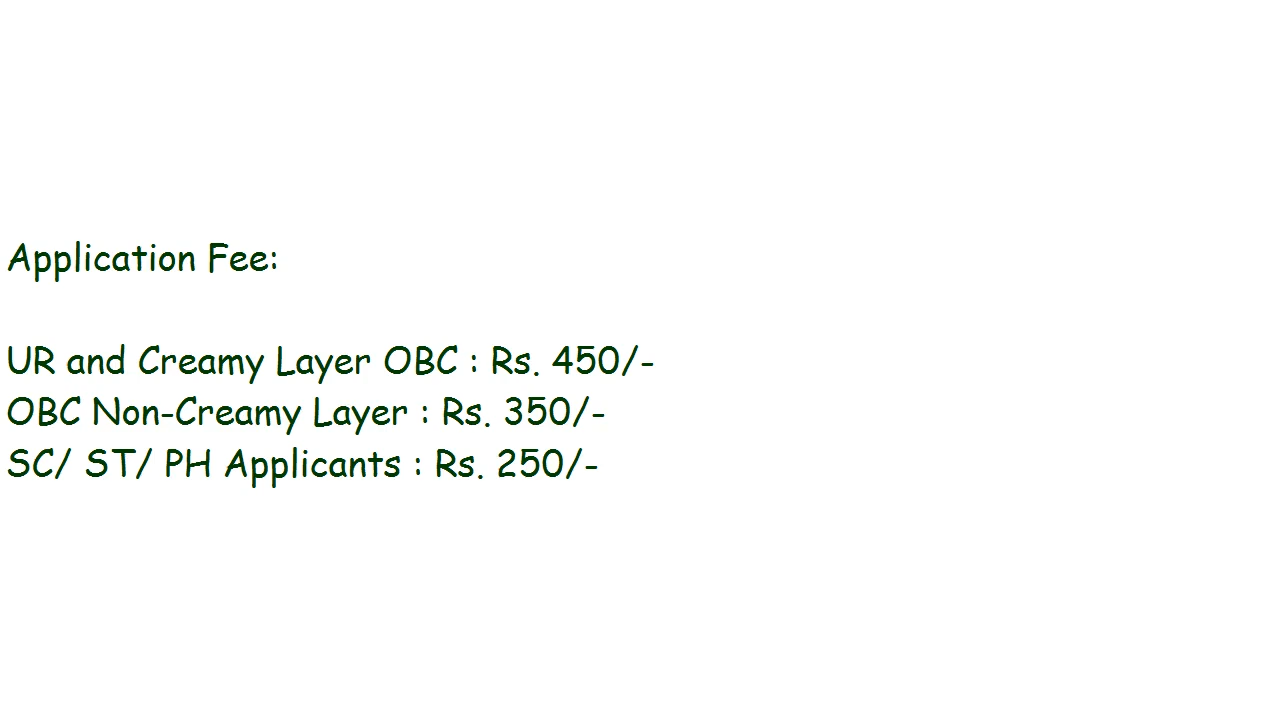 Application Fee:
UR and Creamy Layer OBC : Rs. 450/-
OBC Non-Creamy Layer : Rs. 350/-
SC/ ST/ PH Applicants : Rs. 250/-